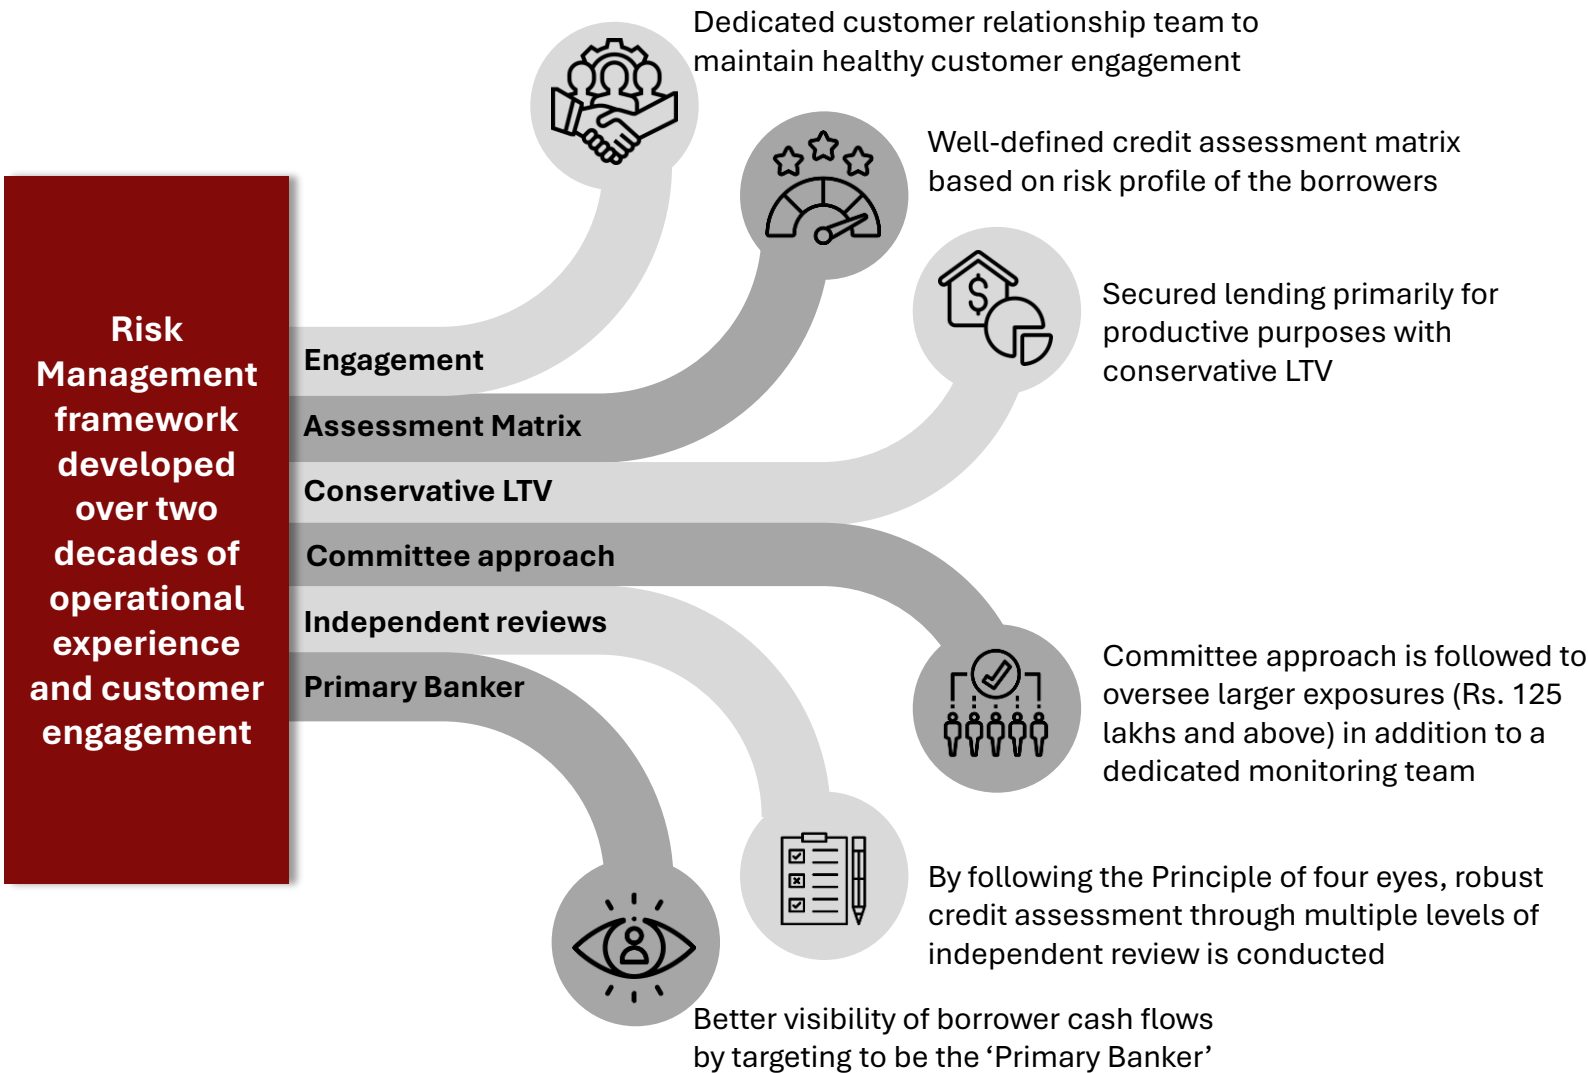 Dedicated customer relationship team to
maintain healthy customer engagement
Well-defined credit assessment matrix
based on risk profile of the borrowers
Secured lending primarily for
productive purposes with
conservative LTV
Risk
Management
framework
developed
over two
decades of
operational
experience
and customer
engagement
Engagement
Assessment Matrix
Conservative LTV
Committee approach
Independent reviews
Primary Banker
$
Committee approach is followed to
oversee larger exposures (Rs. 125
lakhs and above) in addition to a
dedicated monitoring team
By following the Principle of four eyes, robust
credit assessment through multiple levels of
independent review is conducted
Better visibility of borrower cash flows
by targeting to be the ‘Primary Banker’